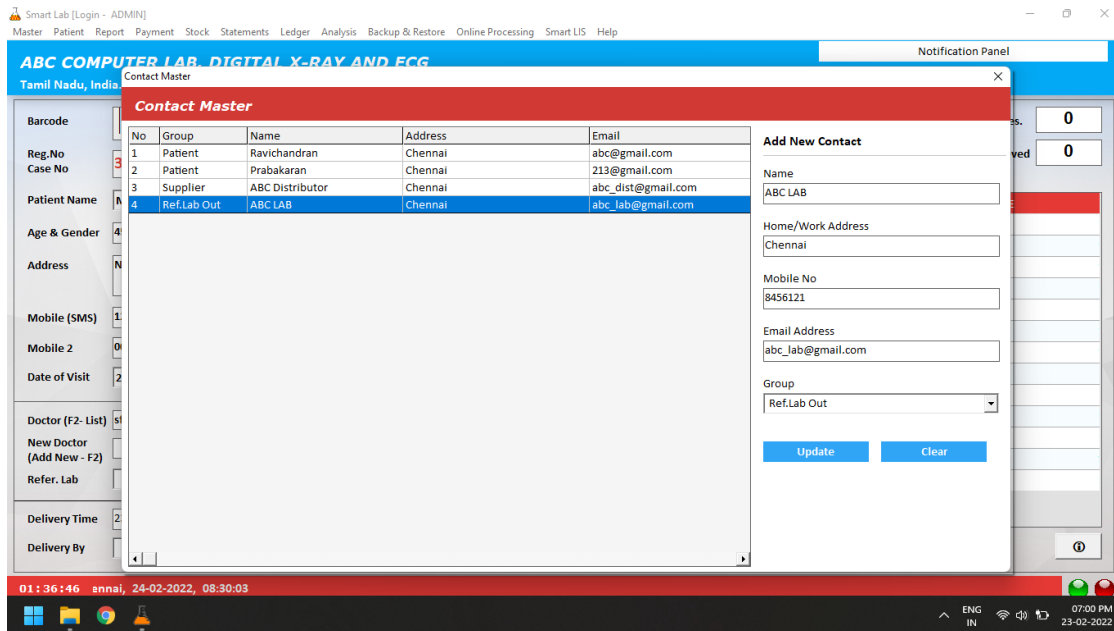 Smart Lab [Login - ADMIN]
Master Patient Report Payment Stock Statements Ledger Analysis Backup & Restore Online Processing Smart LIS Help
ABC COMPUTER LAB, DIGITAL X-RAY AND ECG
Notification Panel
Tamil Nadu, India.
Contact Master
Contact Master
No Group Name Address Email
1 Patient Ravichandran Chennai abc@gmail.com
2 Patient Prabakaran Chennai 213@gmail.com
3 Supplier ABC Distributor Chennai abc_dist@gmail.com
4 Ref.Lab Out ABC LAB Chennai abc_lab@gmail.com
Add New Contact
Name
ABC LAB
Home/Work Address
Chennai
Mobile No
8456121
Email Address
abc_lab@gmail.com
Group
Ref.Lab Out
Update Clear
Barcode
Reg.No
Case No
3
Patient Name
Age & Gender
Address
Mobile (SMS)
Mobile 2
Date of Visit
Doctor (F2- List)
New Doctor
(Add New - F2)
Refer. Lab
Delivery Time
Delivery By
es. 0
ved 0
01:36:46 ennai, 24-02-2022, 08:30:03
ENG
IN
07:00 PM
23-02-2022